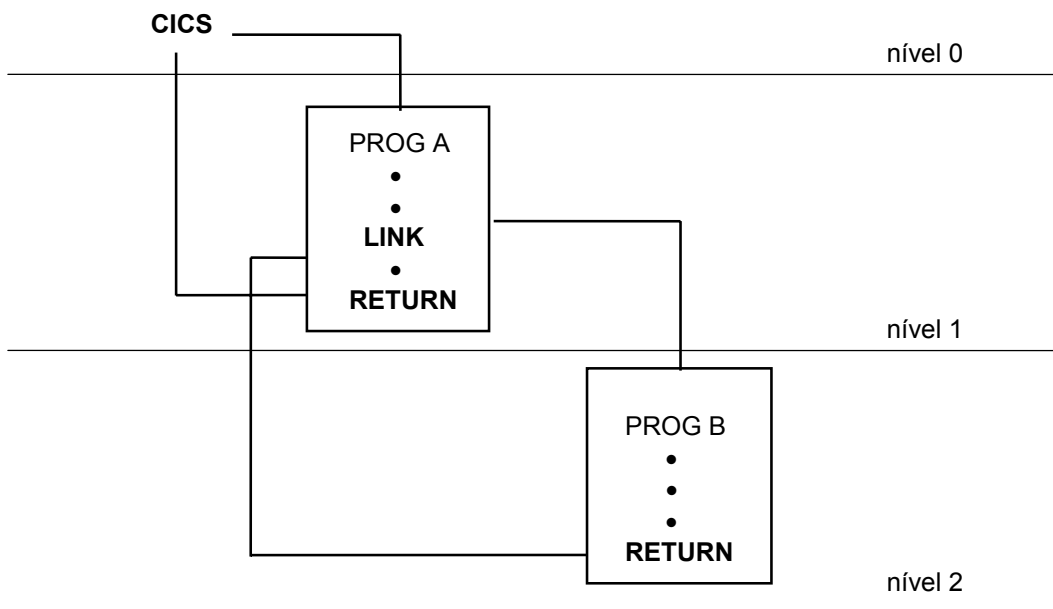 CICS
nível 0
PROG A
•
•
LINK
•
RETURN
nível 1
PROG B
•
•
•
RETURN
nível 2